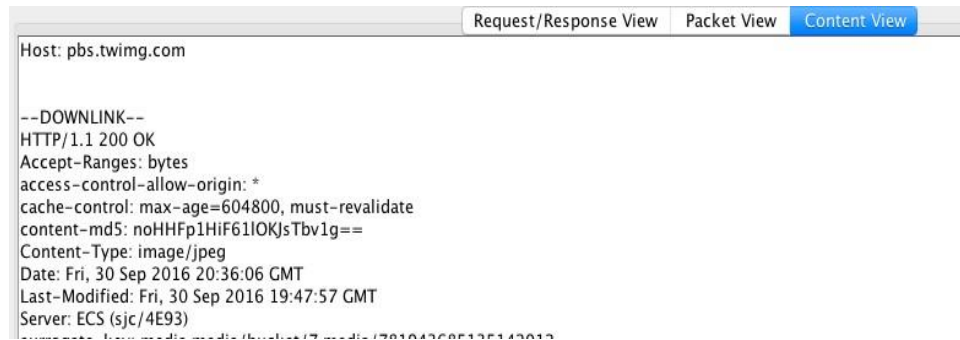 Request/Response View Packet View Content View
Host: pbs.twimg.com
--DOWNLINK--
HTTP/1.1 200 OK
Accept-Ranges: bytes
access-control-allow-origin: *
cache-control: max-age=604800, must-revalidate
content-md5: noHHFp1HiF61lOKJsTbv1g==
Content-Type: image/jpeg
Date: Fri, 30 Sep 2016 20:36:06 GMT
Last-Modified: Fri, 30 Sep 2016 19:47:57 GMT
Server: ECS (sjc/4E93)